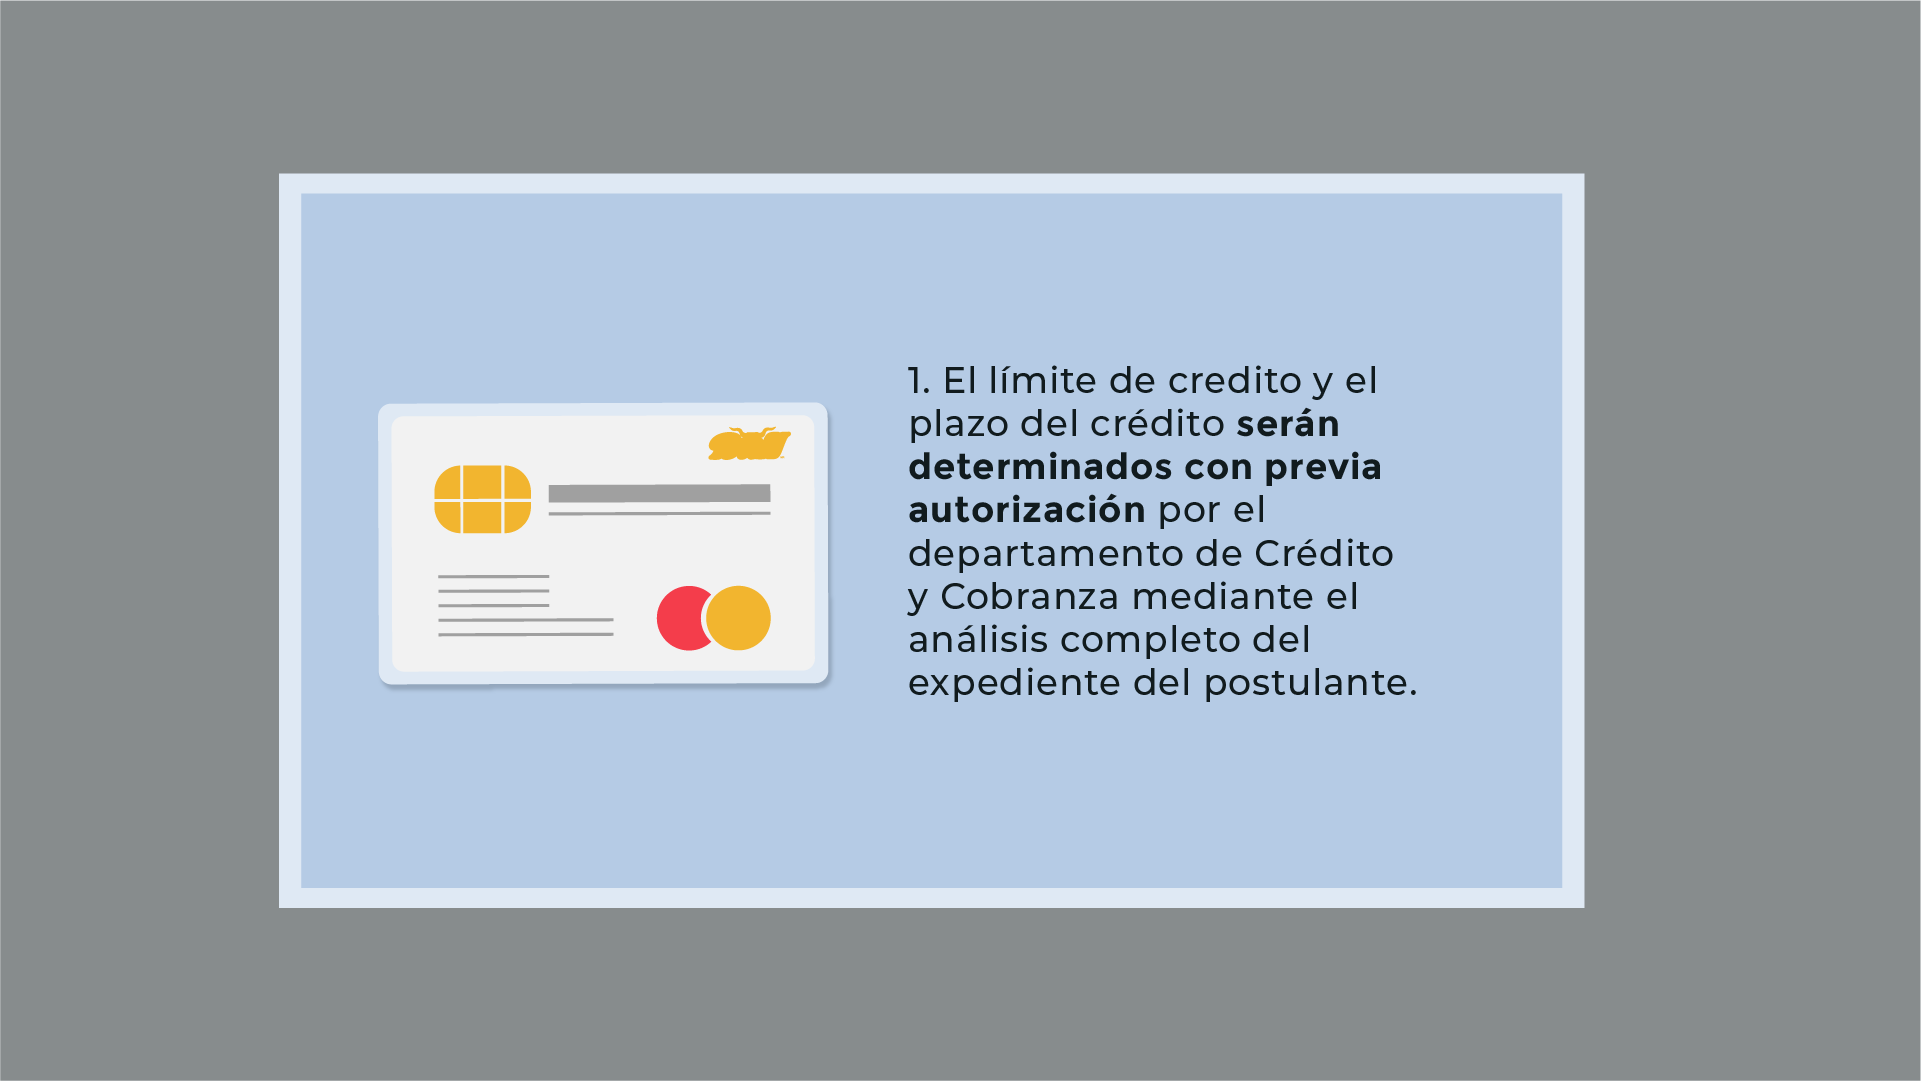 1. El límite de credito y el
plazo del crédito serán
determinados con previa
autorización por el
departamento de Crédito
y Cobranza mediante el
análisis completo del
expediente del postulante.